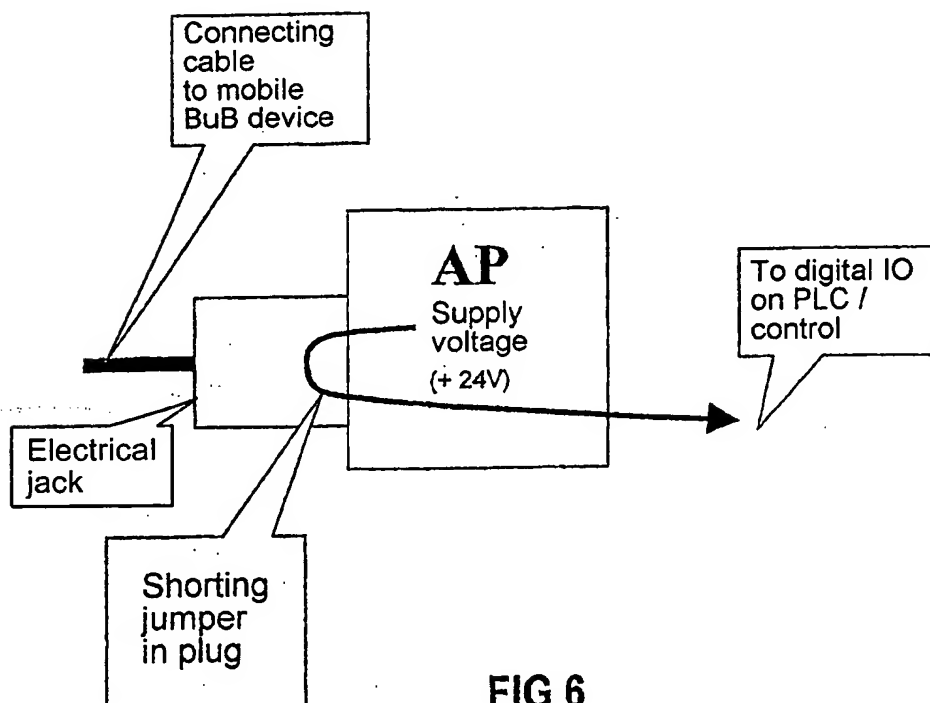 Connecting
cable
to mobile
BuB device
AP
Supply
voltage
(+ 24V)
To digital IO
on PLC /
control
Electrical
jack
Shorting
jumper
in plug
FIG 6